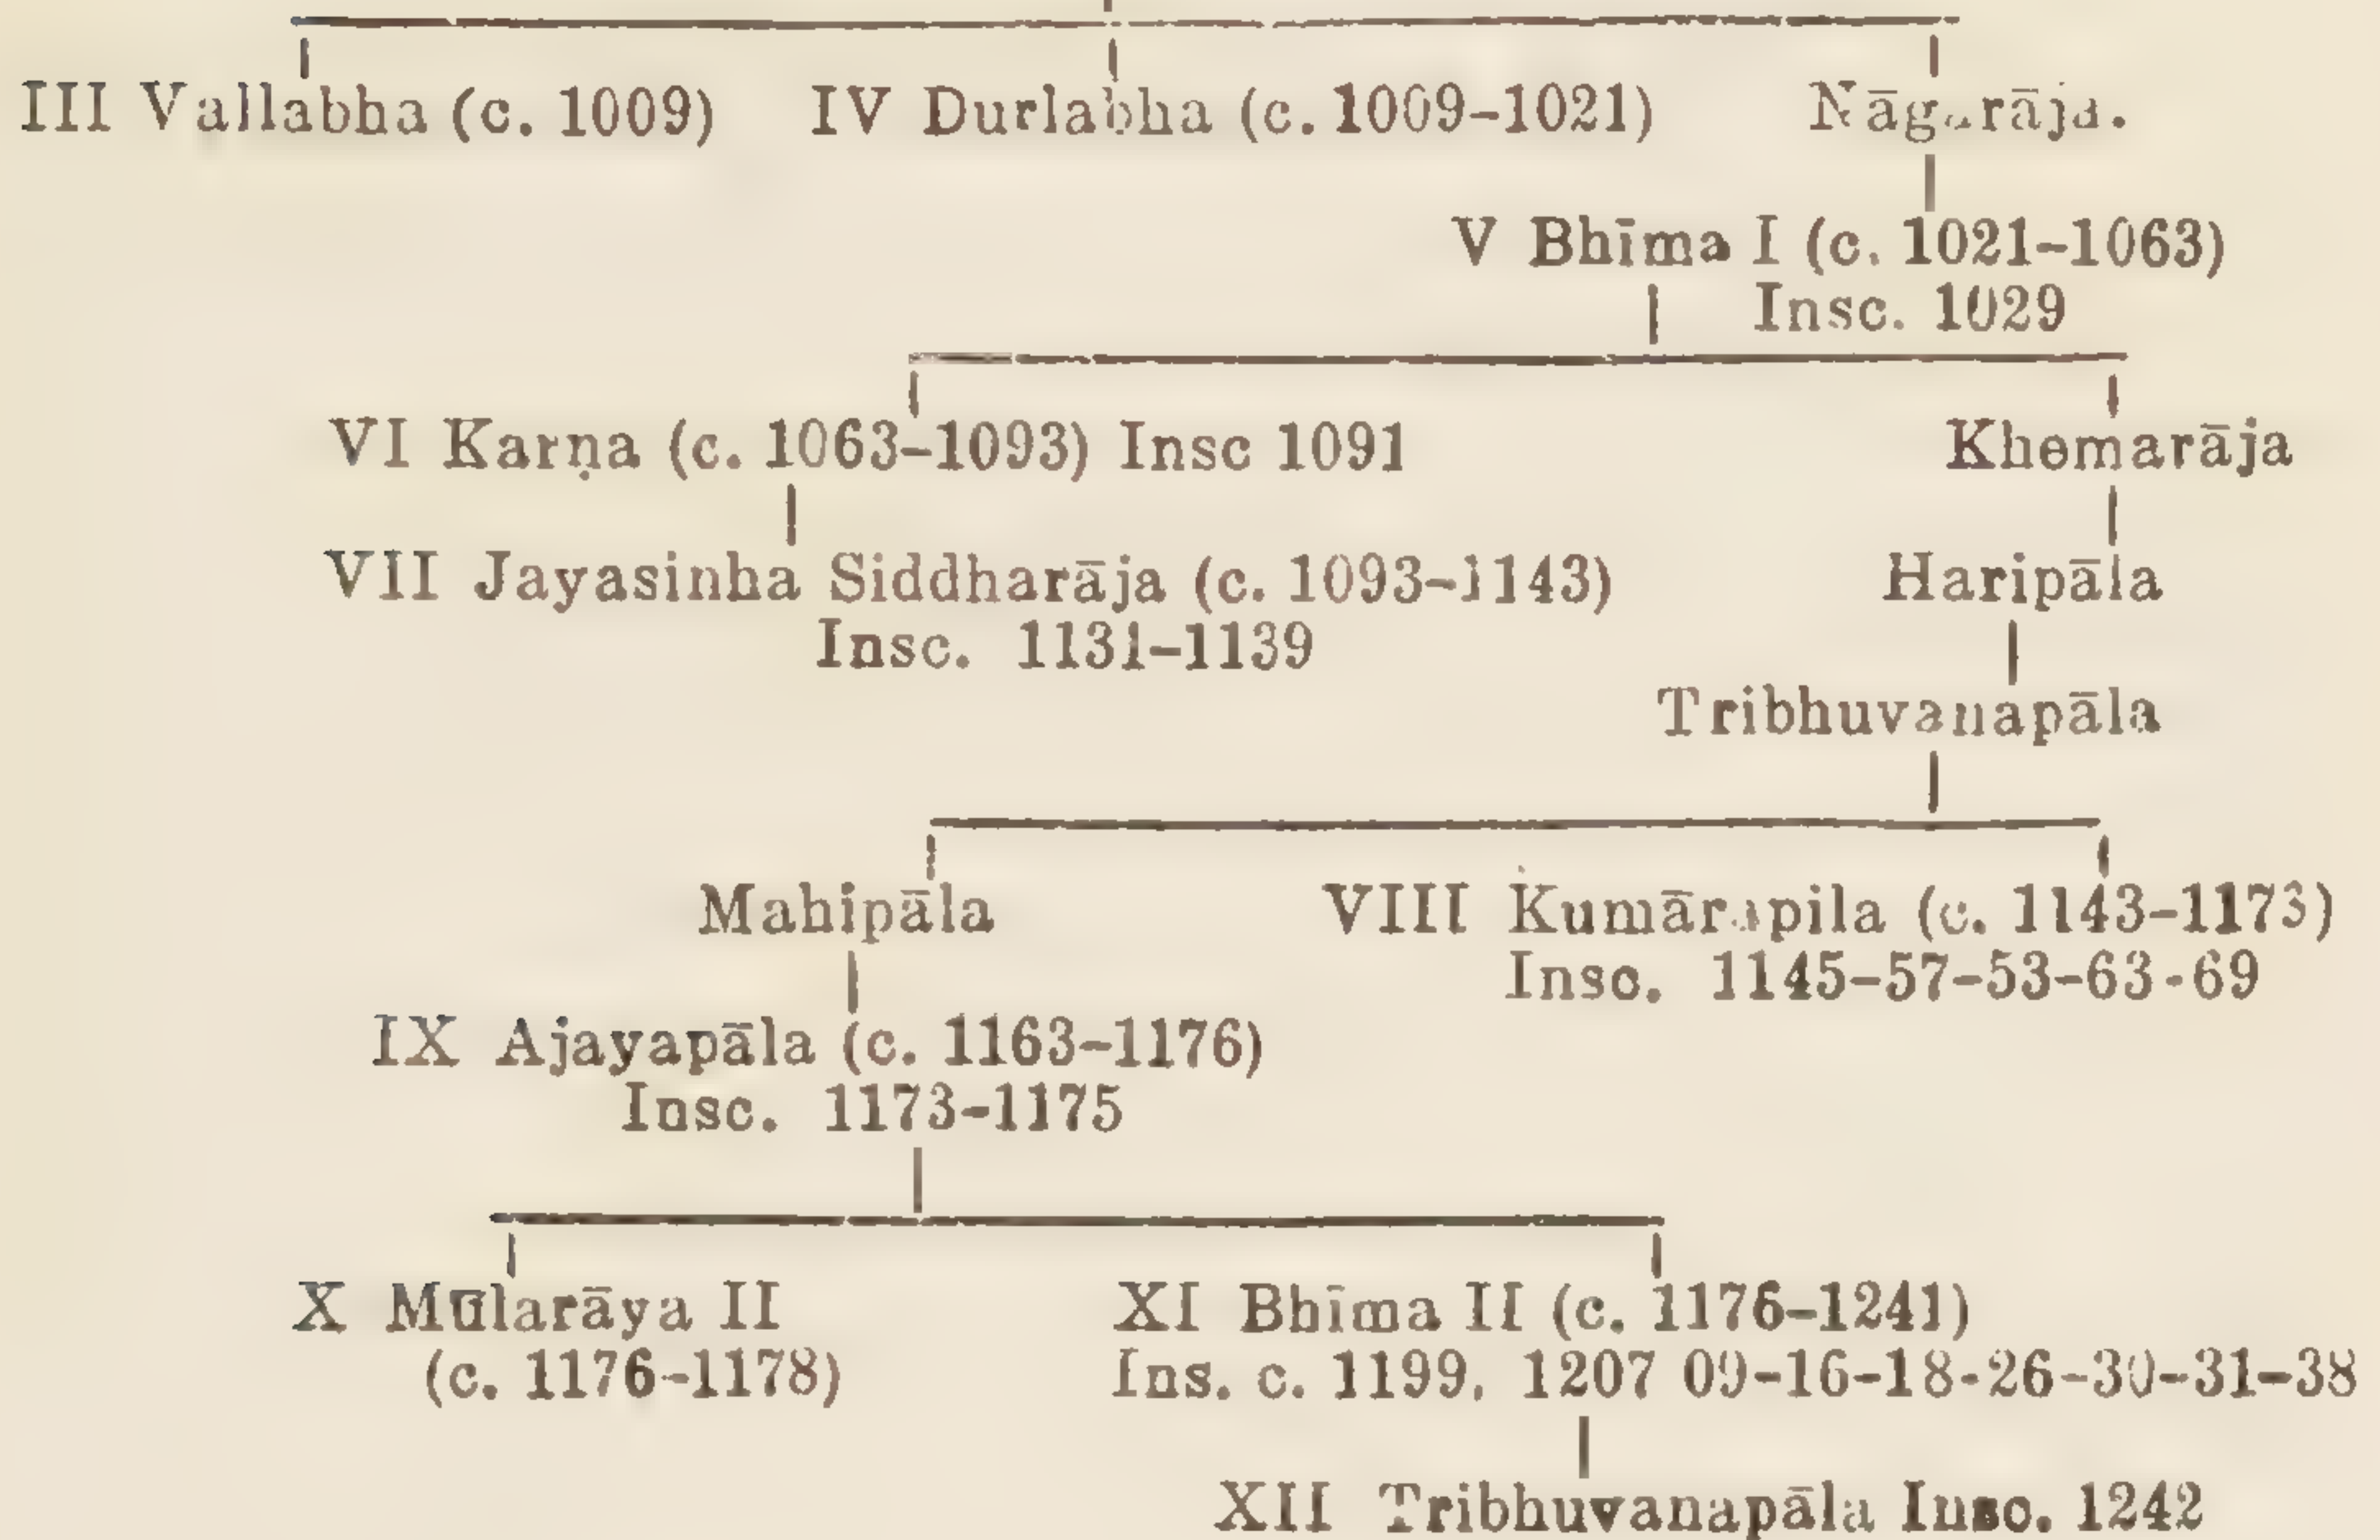 III Vallabha (c. 1009) IV Durlabha (c. 1009–1021) Nāgarāja.
V Bhīma I (c. 1021–1063)
Insc. 1029
VI Karṇa (c. 1063–1093) Insc 1091 Khemarāja
VII Jayasinha Siddharāja (c. 1093–1143) Haripāla
Insc. 1131–1139
Tribhuvanapāla
Mahipāla VIII Kumārapila (c. 1143–1173)
Insc. 1145–57–53–63-69
IX Ajayapāla (c. 1163–1176)
Insc. 1173–1175
X Mūlarāya II XI Bhīma II (c. 1176–1241)
(c. 1176-1178) Ins. c. 1199, 1207 09–16–18-26–30–31–38
XII Tribhuvanapāla Insc. 1242